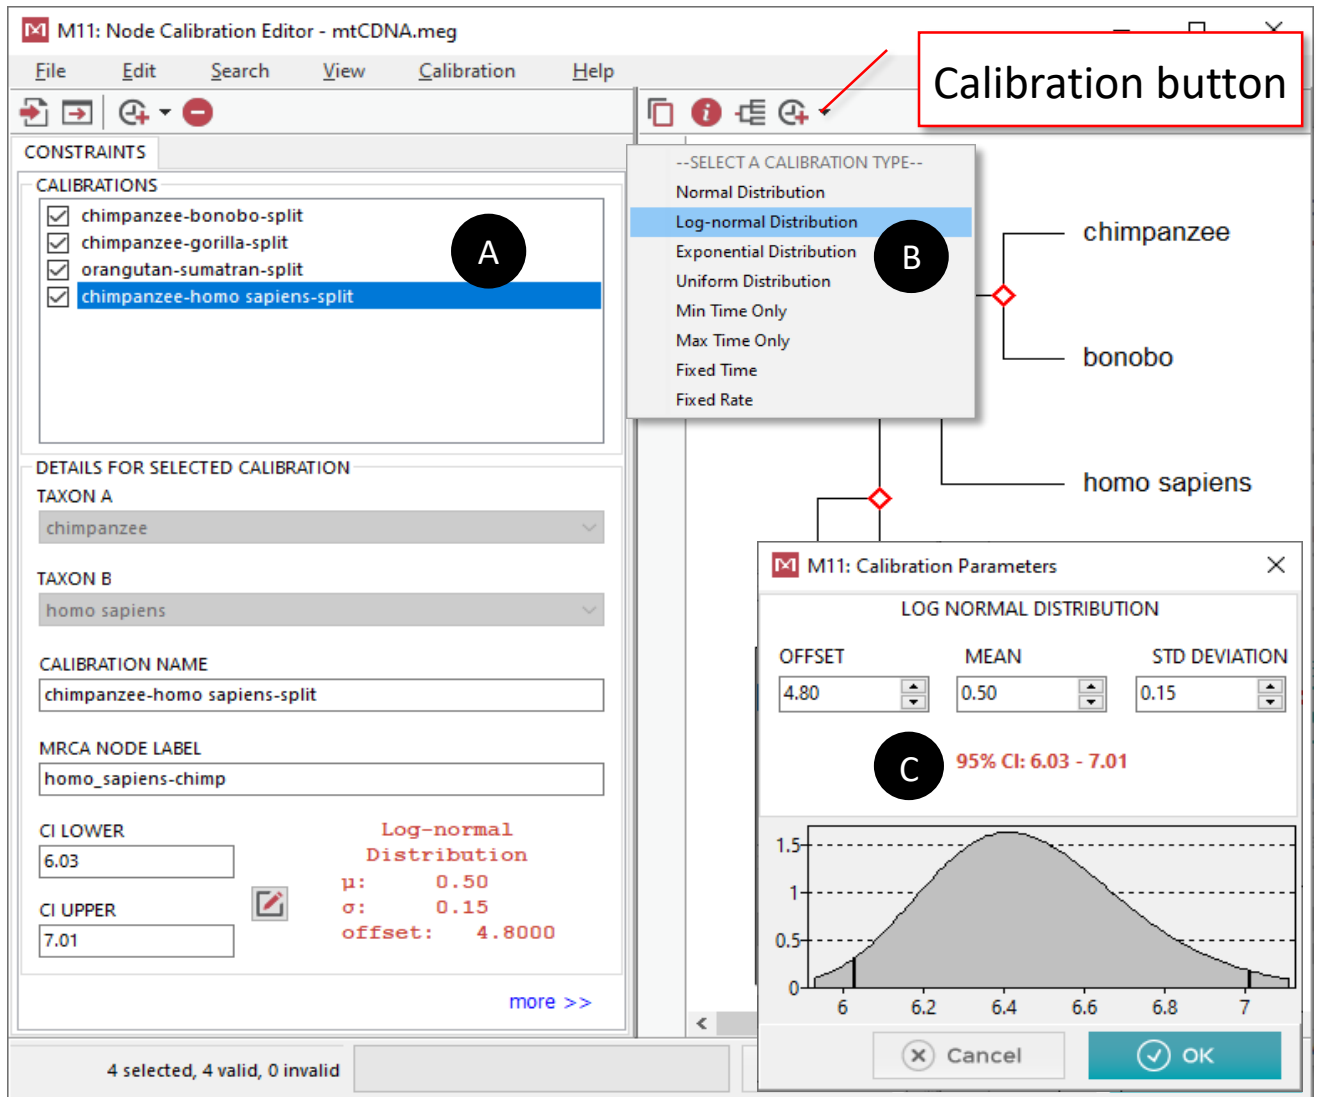 M11: Node Calibration Editor - mtCDNA.meg
File Edit Search View Calibration Help
Calibration button
CONSTRAINTS
CALIBRATIONS
chimpanzee-bonobo-split
chimpanzee-gorilla-split
orangutan-sumatran-split
chimpanzee-homo sapiens-split
A
--SELECT A CALIBRATION TYPE--
Normal Distribution
Log-normal Distribution
Exponential Distribution
Uniform Distribution
Min Time Only
Max Time Only
Fixed Time
Fixed Rate
B
chimpanzee
bonobo
homo sapiens
DETAILS FOR SELECTED CALIBRATION
TAXON A
chimpanzee
TAXON B
homo sapiens
CALIBRATION NAME
chimpanzee-homo sapiens-split
MRCA NODE LABEL
homo_sapiens-chimp
CI LOWER
6.03
CI UPPER
7.01
Log-normal
Distribution
μ: 0.50
σ: 0.15
offset: 4.8000
more >>
4 selected, 4 valid, 0 invalid
M11: Calibration Parameters
LOG NORMAL DISTRIBUTION
OFFSET MEAN STD DEVIATION
4.80 0.50 0.15
C
95% CI: 6.03 - 7.01
1.5
1
0.5
0
6 6.2 6.4 6.6 6.8 7
Cancel OK